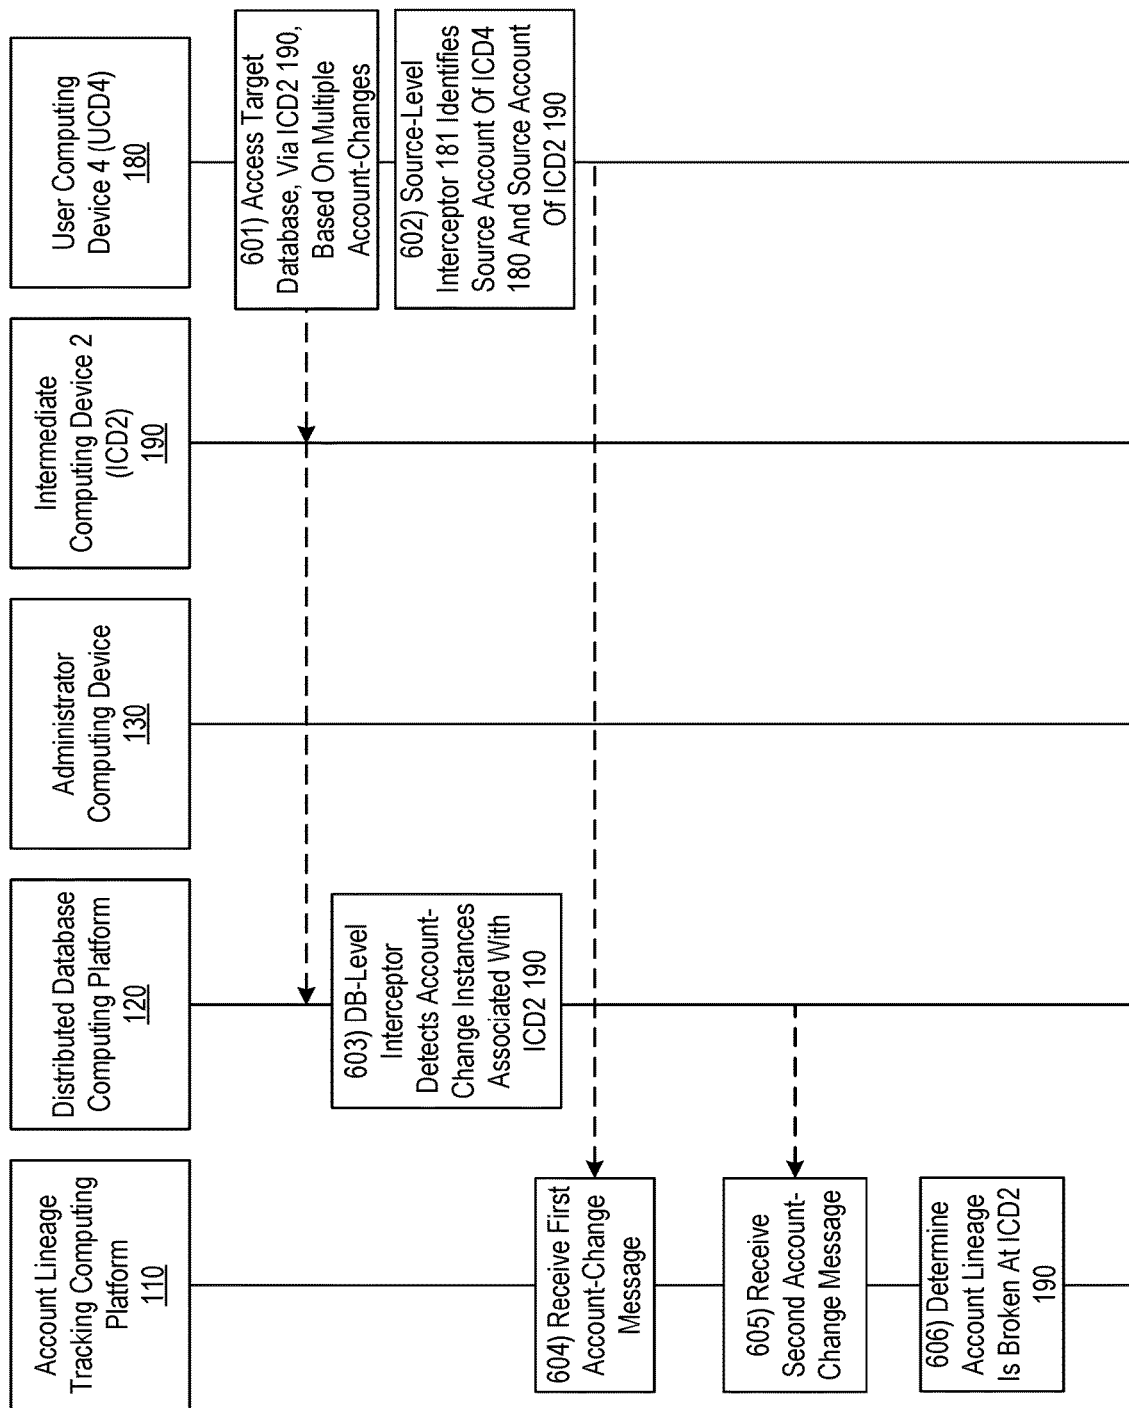 Account Lineage
Tracking Computing
Platform
110
Distributed Database
Computing Platform
120
Administrator
Computing Device
130
Intermediate
Computing Device 2
(ICD2)
190
User Computing
Device 4 (UCD4)
180
601) Access Target
Database, Via ICD2 190,
Based On Multiple
Account-Changes
602) Source-Level
Interceptor 181 Identifies
Source Account Of ICD4
180 And Source Account
Of ICD2 190
603) DB-Level
Interceptor
Detects Account-
Change Instances
Associated With
ICD2 190
604) Receive First
Account-Change
Message
605) Receive
Second Account-
Change Message
606) Determine
Account Lineage
Is Broken At ICD2
190